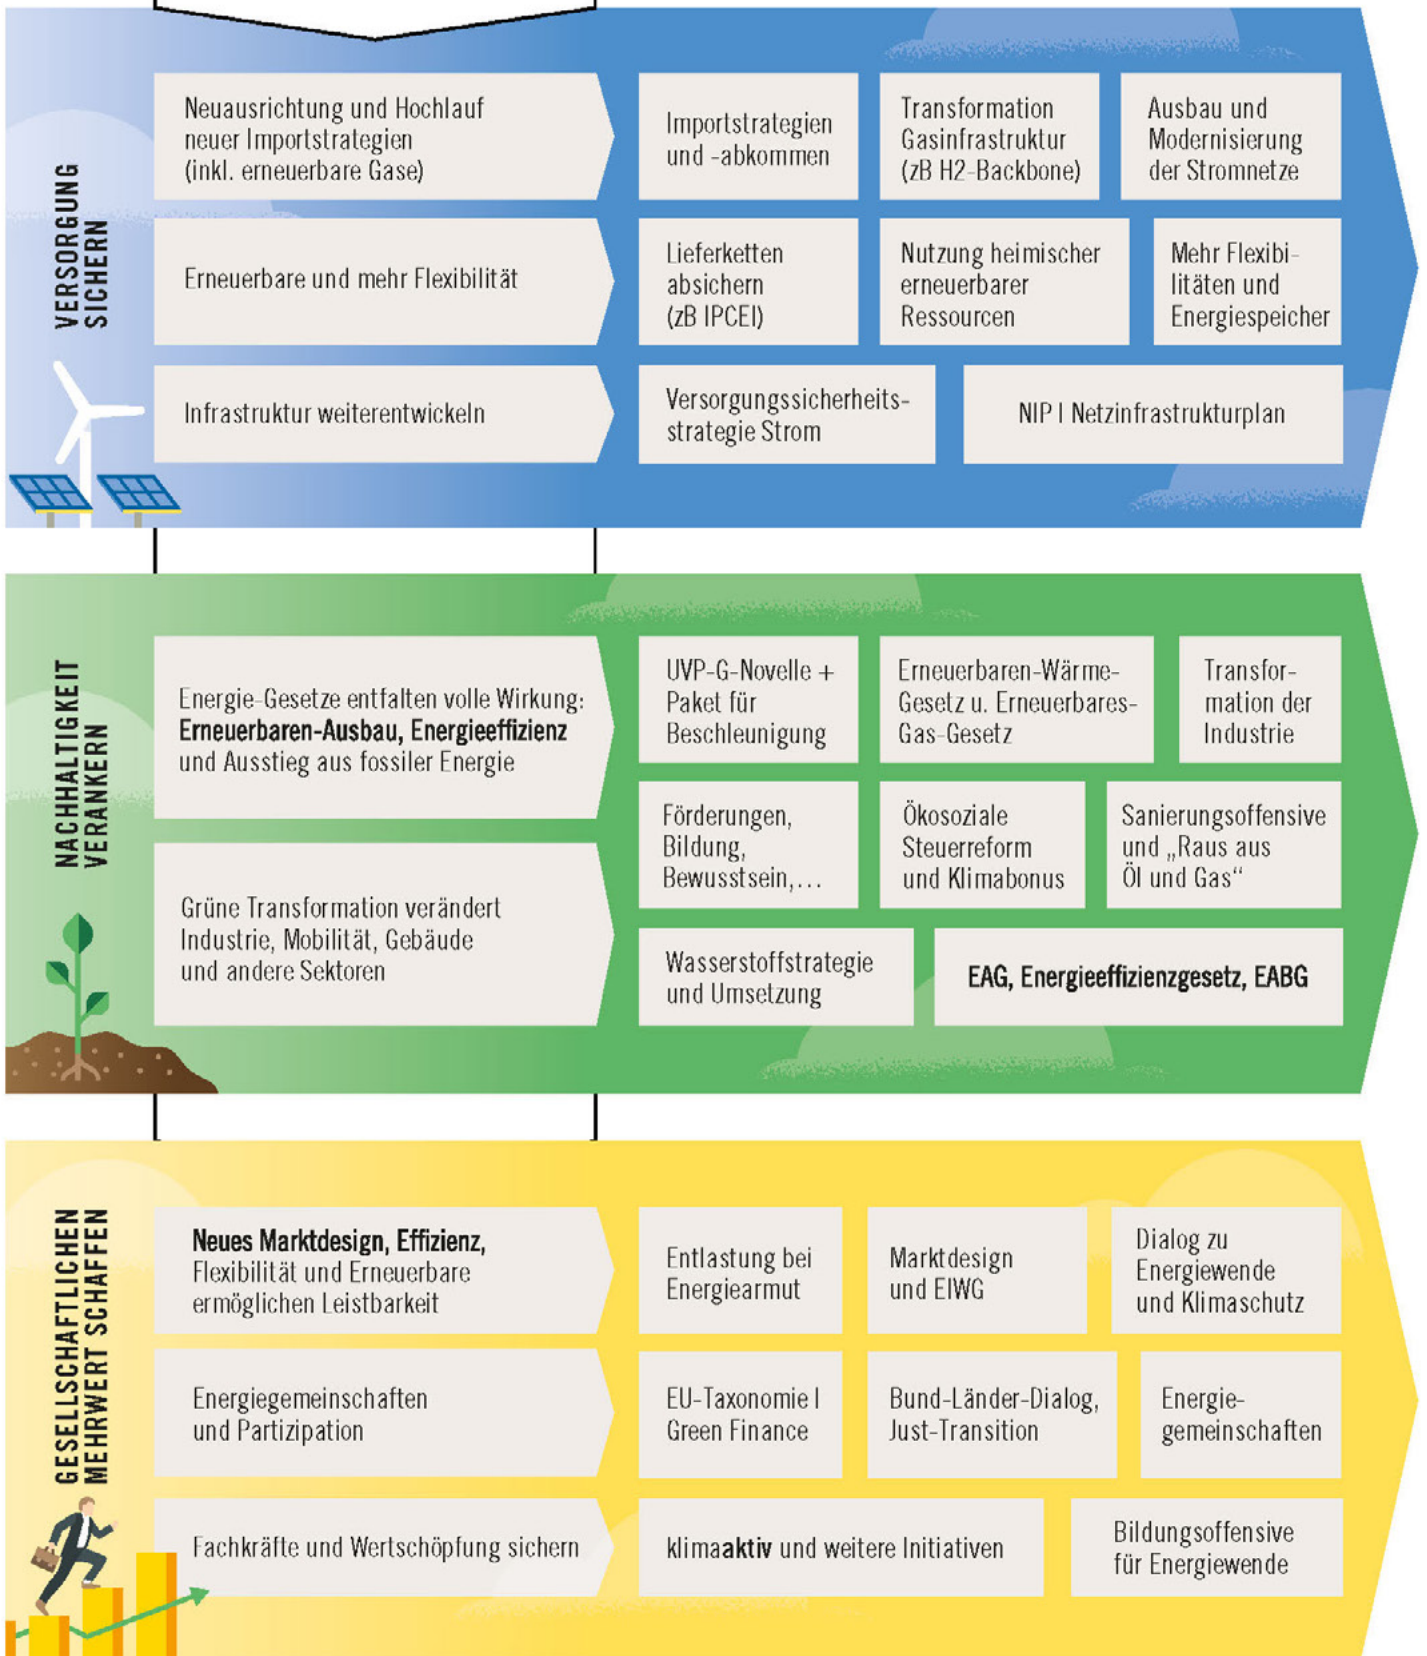 VERSORGUNG
SICHERN
Neuausrichtung und Hochlauf
neuer Importstrategien
(inkl. erneuerbare Gase)
Importstrategien
und -abkommen
Transformation
Gasinfrastruktur
(zB H2-Backbone)
Ausbau und
Modernisierung
der Stromnetze
Erneuerbare und mehr Flexibilität
Lieferketten
absichern
(zB IPCEI)
Nutzung heimischer
erneuerbarer
Ressourcen
Mehr Flexibi-
litäten und
Energiespeicher
Infrastruktur weiterentwickeln
Versorgungssicherheits-
strategie Strom
NIP | Netzinfrastrukturplan
NACHHALTIGKEIT
VERANKERN
Energie-Gesetze entfalten volle Wirkung:
Erneuerbaren-Ausbau, Energieeffizienz
und Ausstieg aus fossiler Energie
Grüne Transformation verändert
Industrie, Mobilität, Gebäude
und andere Sektoren
UVP-G-Novelle +
Paket für
Beschleunigung
Erneuerbaren-Wärme-
Gesetz u. Erneuerbares-
Gas-Gesetz
Transfor-
mation der
Industrie
Förderungen,
Bildung,
Bewusstsein,...
Ökosoziale
Steuerreform
und Klimabonus
Sanierungsoffensive
und „Raus aus
Öl und Gas“
Wasserstoffstrategie
und Umsetzung
EAG, Energieeffizienzgesetz, EABG
GESELLSCHAFTLICHEN
MEHRWERT SCHAFFEN
Neues Marktdesign, Effizienz,
Flexibilität und Erneuerbare
ermöglichen Leistbarkeit
Entlastung bei
Energiearmut
Marktdesign
und ElWG
Dialog zu
Energiewende
und Klimaschutz
Energiegemeinschaften
und Partizipation
EU-Taxonomie |
Green Finance
Bund-Länder-Dialog,
Just-Transition
Energie-
gemeinschaften
Fachkräfte und Wertschöpfung sichern
klimaaktiv und weitere Initiativen
Bildungsoffensive
für Energiewende